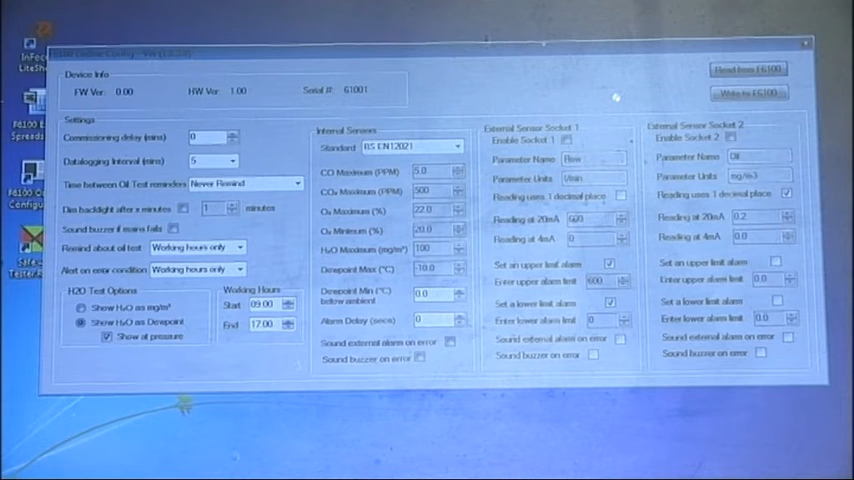 F8100 Online Config - Ver
Device Info
FW Ver: 0.00 HW Ver: 1.00 Serial #: 61001
Read from F8100
Write to F8100
Settings
Commissioning delay (mins) 0
Datalogging Interval (mins) 5
Time between Oil Test reminders Never Remind
Dim backlight after x minutes 1 minutes
Sound buzzer if mains fails
Remind about oil test Working hours only
Alert on error condition Working hours only
H2O Test Options
Show H₂O as mg/m³
Show H₂O as Dewpoint
Show at pressure
Working Hours
Start 09:00
End 17:00
Internal Sensors
Standard BS EN12021
CO Maximum (PPM) 5.0
CO₂ Maximum (PPM) 500
O₂ Maximum (%) 22.0
O₂ Minimum (%) 20.0
H₂O Maximum (mg/m³) 100
Dewpoint Max (°C) -10.0
Dewpoint Min (°C) below ambient 0.0
Alarm Delay (secs) 0
Sound external alarm on error
Sound buzzer on error
External Sensor Socket 1
Enable Socket 1
Parameter Name Flow
Parameter Units l/min
Reading uses 1 decimal place
Reading at 20mA 600
Reading at 4mA 0
Set an upper limit alarm
Enter upper alarm limit 600
Set a lower limit alarm
Enter lower alarm limit 0
Sound external alarm on error
Sound buzzer on error
External Sensor Socket 2
Enable Socket 2
Parameter Name Oil
Parameter Units mg/m3
Reading uses 1 decimal place
Reading at 20mA 0.2
Reading at 4mA 0.0
Set an upper limit alarm
Enter upper alarm limit 0.0
Set a lower limit alarm
Enter lower alarm limit 0.0
Sound external alarm on error
Sound buzzer on error